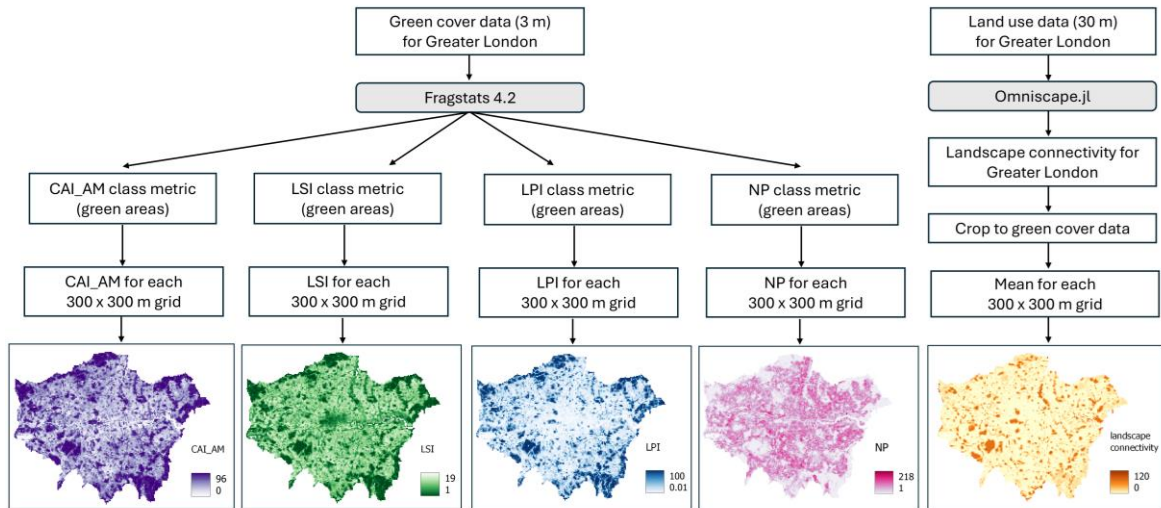 Green cover data (3 m)
for Greater London
Land use data (30 m)
for Greater London
Fragstats 4.2
Omniscape.jl
CAI_AM class metric
(green areas)
LSI class metric
(green areas)
LPI class metric
(green areas)
NP class metric
(green areas)
Landscape connectivity for
Greater London
Crop to green cover data
CAI_AM for each
300 x 300 m grid
LSI for each
300 x 300 m grid
LPI for each
300 x 300 m grid
NP for each
300 x 300 m grid
Mean for each
300 x 300 m grid
CAI_AM
96
0
LSI
19
1
LPI
100
0.01
NP
218
1
landscape
connectivity
120
0